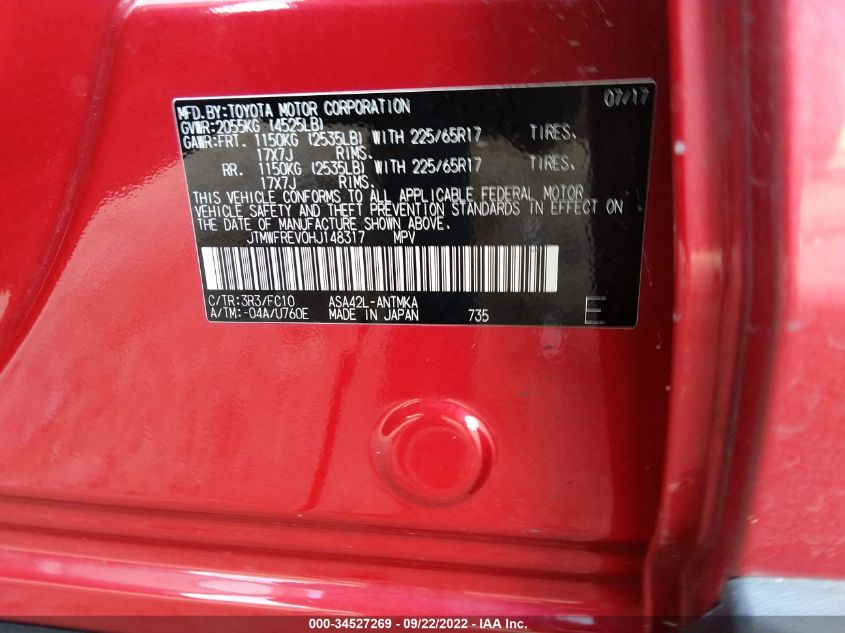 MFD.BY:TOYOTA MOTOR CORPORATION 07/17
GVWR:2055KG (4525LB)
GAWR:FRT. 1150KG (2535LB) WITH 225/65R17 TIRES.
17X7J RIMS.
RR. 1150KG (2535LB) WITH 225/65R17 TIRES.
17X7J RIMS.
THIS VEHICLE CONFORMS TO ALL APPLICABLE FEDERAL MOTOR
VEHICLE SAFETY AND THEFT PREVENTION STANDARDS IN EFFECT ON
THE DATE OF MANUFACTURE SHOWN ABOVE.
JTMWFREV0HJ148317 MPV
C/TR:3R3/FC10 ASA42L-ANTMKA
A/TM:-04A/U760E MADE IN JAPAN 735 E
000-34527269 - 09/22/2022 - IAA Inc.